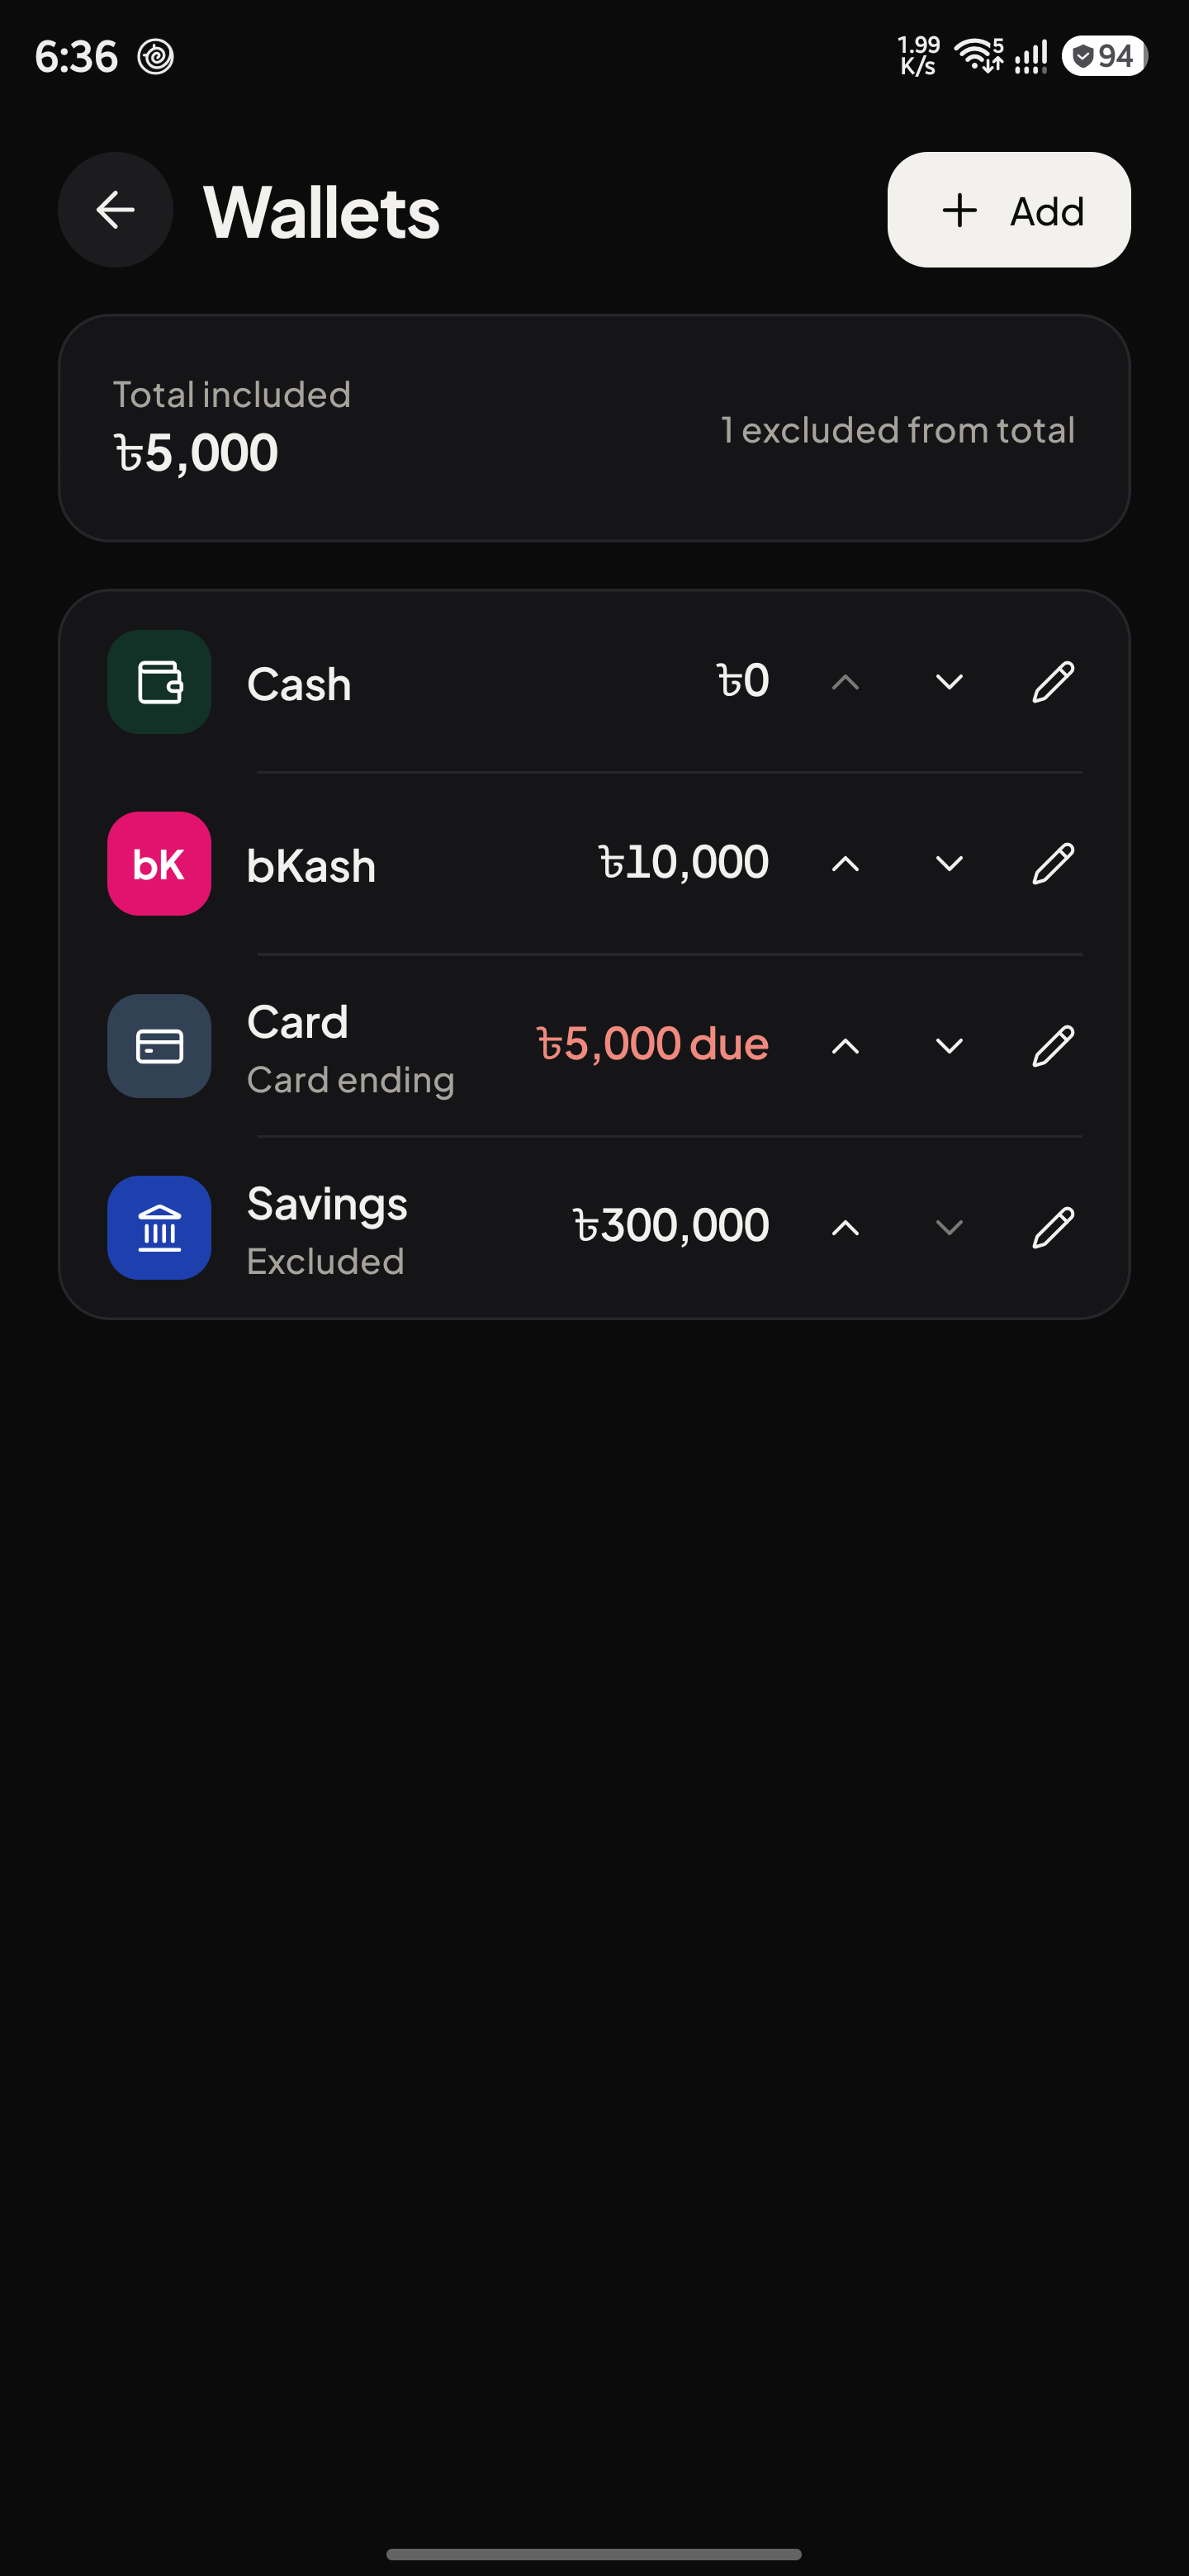 6:36
1.99
K/s
5
94
Wallets
Add
Total included
৳5,000
1 excluded from total
Cash
৳0
bK
bKash
৳10,000
Card
Card ending
৳5,000 due
Savings
Excluded
৳300,000